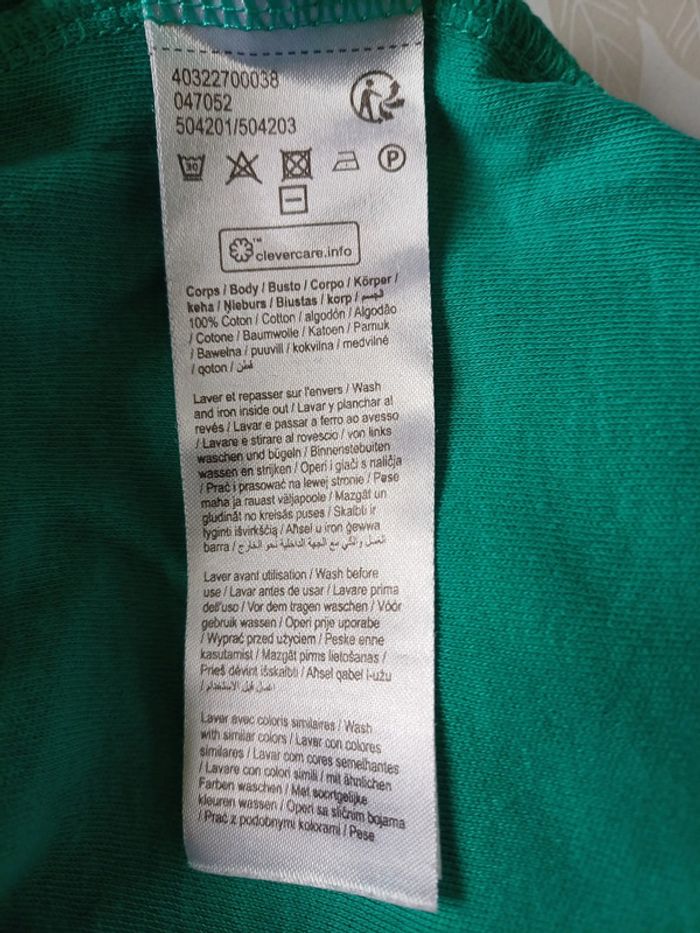 40322700038
047052
504201/504203
30
P
™
clevercare.info
Corps / Body / Busto / Corpo / Körper /
keha / Ņieburs / Biustas / korp / الجسم
100% Coton / Cotton / algodón / Algodão
/ Cotone / Baumwolle / Katoen / Pamuk
/ Bawełna / puuvill / kokvilna / medvilnė
/ qoton / قطن
Laver et repasser sur l'envers / Wash
and iron inside out / Lavar y planchar al
revés / Lavar e passar a ferro ao avesso
/ Lavare e stirare al rovescio / von links
waschen und bügeln / Binnenstebuiten
wassen en strijken / Operi i glači s naličja
/ Prać i prasować na lewej stronie / Pese
maha ja rauast väljapoole / Mazgāt un
gludināt no kreisās puses / Skalbti ir
lyginti išvirkščią / Aħsel u iron ġewwa
barra / الغسل والكي مع الجهة الداخلية نحو الخارج /
Laver avant utilisation / Wash before
use / Lavar antes de usar / Lavare prima
dell'uso / Vor dem tragen waschen / Vóór
gebruik wassen / Operi prije uporabe
/ Wyprać przed użyciem / Peske enne
kasutamist / Mazgāt pirms lietošanas /
Prieš dėvint išskalbti / Aħsel qabel l-użu
/ اغسل قبل الاستخدام /
Laver avec coloris similaires / Wash
with similar colors / Lavar con colores
similares / Lavar com cores semelhantes
/ Lavare con colori simili / mit ähnlichen
Farben waschen / Met soortgelijke
kleuren wassen / Operi sa sličnim bojama
/ Prać z podobnymi kolorami / Pese